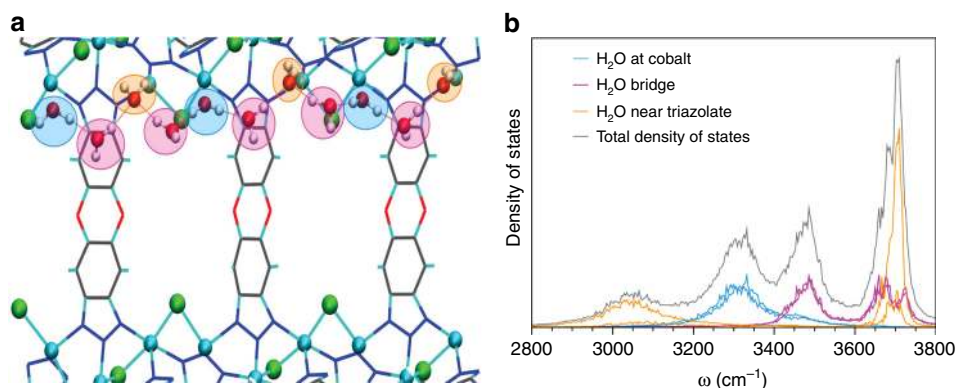 a
b
H₂O at cobalt
H₂O bridge
H₂O near triazolate
Total density of states
Density of states
2800 3000 3200 3400 3600 3800
ω (cm⁻¹)